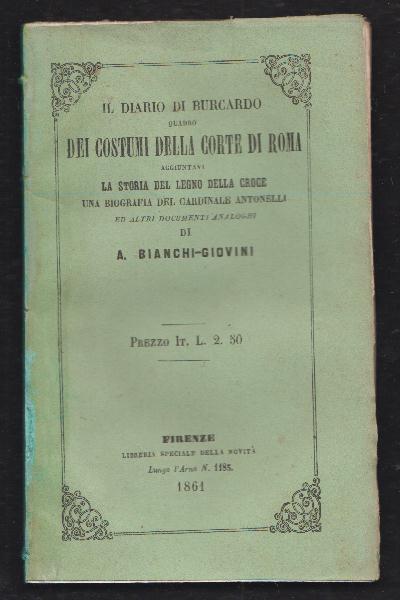 IL DIARIO DI BURCARDO
QUADRO
DEI COSTUMI DELLA CORTE DI ROMA
AGGIUNTAVI
LA STORIA DEL LEGNO DELLA CROCE
UNA BIOGRAFIA DEL CARDINALE ANTONELLI
ED ALTRI DOCUMENTI ANALOGHI
DI
A. BIANCHI-GIOVINI
PREZZO IT. L. 2. 50
FIRENZE
LIBRERIA SPECIALE DELLA NOVITÀ
Lungo l'Arno N. 1185.
1861